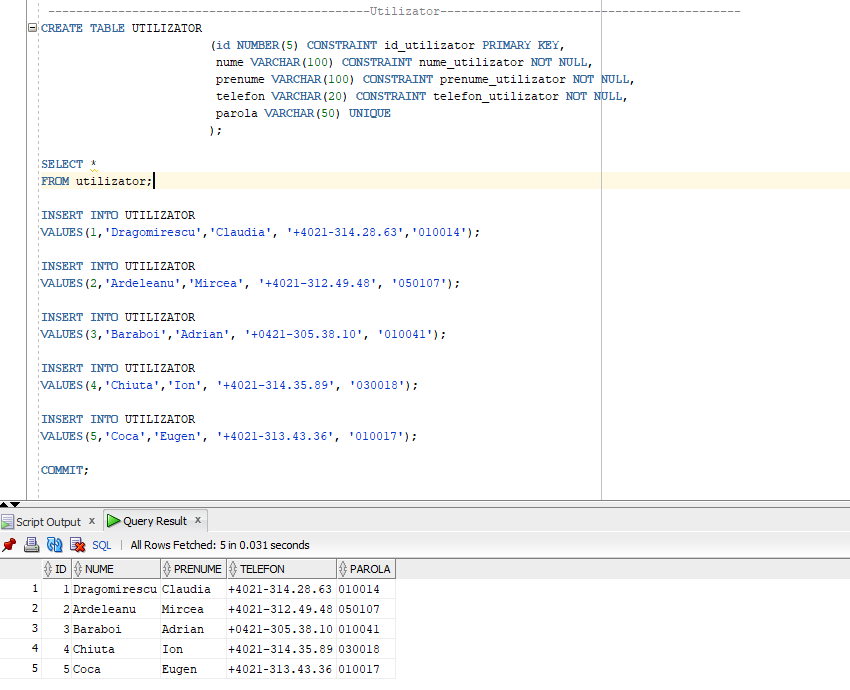 ----------------------------------------------Utilizator-------------------------------------------
CREATE TABLE UTILIZATOR
(id NUMBER(5) CONSTRAINT id_utilizator PRIMARY KEY,
nume VARCHAR(100) CONSTRAINT nume_utilizator NOT NULL,
prenume VARCHAR(100) CONSTRAINT prenume_utilizator NOT NULL,
telefon VARCHAR(20) CONSTRAINT telefon_utilizator NOT NULL,
parola VARCHAR(50) UNIQUE
);
SELECT *
FROM utilizator;
INSERT INTO UTILIZATOR
VALUES(1,'Dragomirescu','Claudia', '+4021-314.28.63','010014');
INSERT INTO UTILIZATOR
VALUES(2,'Ardeleanu','Mircea', '+4021-312.49.48', '050107');
INSERT INTO UTILIZATOR
VALUES(3,'Baraboi','Adrian', '+0421-305.38.10', '010041');
INSERT INTO UTILIZATOR
VALUES(4,'Chiuta','Ion', '+4021-314.35.89', '030018');
INSERT INTO UTILIZATOR
VALUES(5,'Coca','Eugen', '+4021-313.43.36', '010017');
COMMIT;
Script Output x Query Result x
SQL | All Rows Fetched: 5 in 0.031 seconds
ID NUME PRENUME TELEFON PAROLA
1 1 Dragomirescu Claudia +4021-314.28.63 010014
2 2 Ardeleanu Mircea +4021-312.49.48 050107
3 3 Baraboi Adrian +0421-305.38.10 010041
4 4 Chiuta Ion +4021-314.35.89 030018
5 5 Coca Eugen +4021-313.43.36 010017